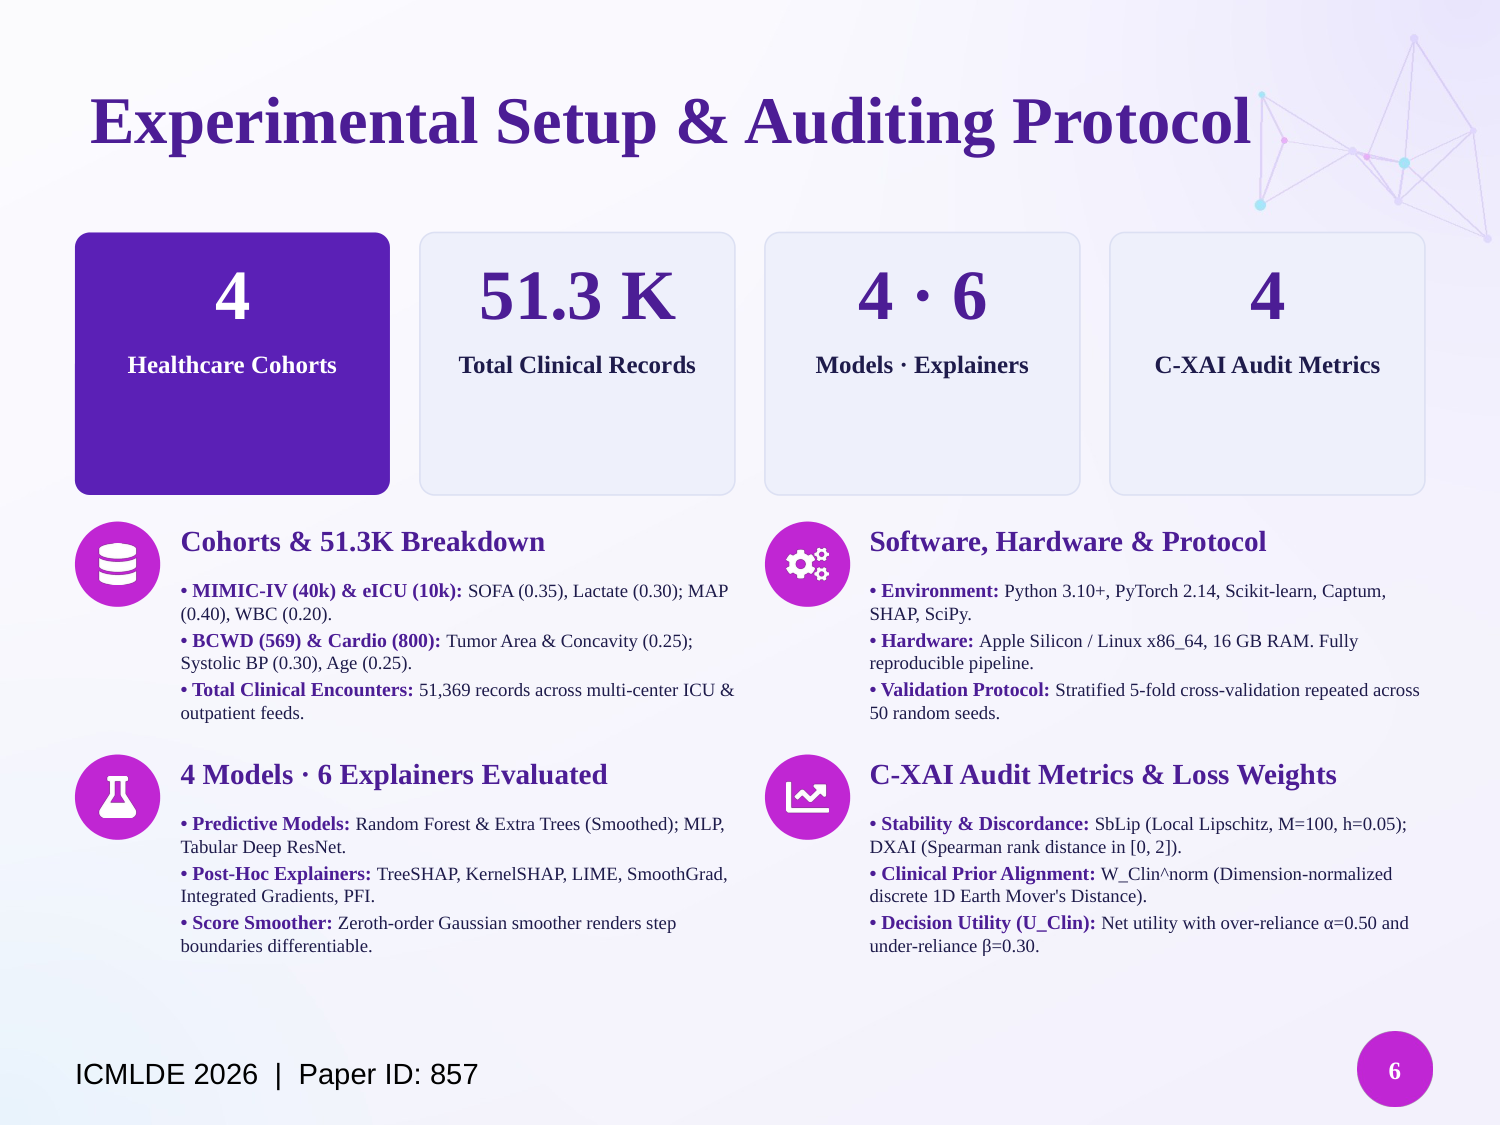 Experimental Setup & Auditing Protocol
4
Healthcare Cohorts
51.3 K
Total Clinical Records
4 · 6
Models · Explainers
4
C-XAI Audit Metrics
Cohorts & 51.3K Breakdown
• MIMIC-IV (40k) & eICU (10k): SOFA (0.35), Lactate (0.30); MAP
(0.40), WBC (0.20).
• BCWD (569) & Cardio (800): Tumor Area & Concavity (0.25);
Systolic BP (0.30), Age (0.25).
• Total Clinical Encounters: 51,369 records across multi-center ICU &
outpatient feeds.
Software, Hardware & Protocol
• Environment: Python 3.10+, PyTorch 2.14, Scikit-learn, Captum,
SHAP, SciPy.
• Hardware: Apple Silicon / Linux x86_64, 16 GB RAM. Fully
reproducible pipeline.
• Validation Protocol: Stratified 5-fold cross-validation repeated across
50 random seeds.
4 Models · 6 Explainers Evaluated
• Predictive Models: Random Forest & Extra Trees (Smoothed); MLP,
Tabular Deep ResNet.
• Post-Hoc Explainers: TreeSHAP, KernelSHAP, LIME, SmoothGrad,
Integrated Gradients, PFI.
• Score Smoother: Zeroth-order Gaussian smoother renders step
boundaries differentiable.
C-XAI Audit Metrics & Loss Weights
• Stability & Discordance: SbLip (Local Lipschitz, M=100, h=0.05);
DXAI (Spearman rank distance in [0, 2]).
• Clinical Prior Alignment: W_Clin^norm (Dimension-normalized
discrete 1D Earth Mover's Distance).
• Decision Utility (U_Clin): Net utility with over-reliance α=0.50 and
under-reliance β=0.30.
ICMLDE 2026 | Paper ID: 857
6